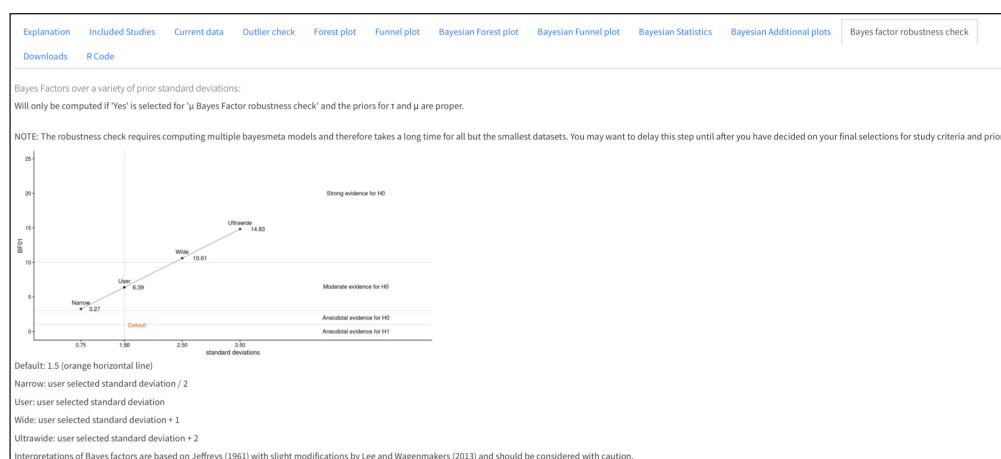 Explanation Included Studies Current data Outlier check Forest plot Funnel plot Bayesian Forest plot Bayesian Funnel plot Bayesian Statistics Bayesian Additional plots Bayes factor robustness check
Downloads R Code
Bayes Factors over a variety of prior standard deviations:
Will only be computed if 'Yes' is selected for 'μ Bayes Factor robustness check' and the priors for τ and μ are proper.
NOTE: The robustness check requires computing multiple bayesmeta models and therefore takes a long time for all but the smallest datasets. You may want to delay this step until after you have decided on your final selections for study criteria and prior
25
20
Strong evidence for H0
15
Ultrawide
14.83
BF01
Wide
10.61
10
User
6.39
Moderate evidence for H0
5
Narrow
3.27
Anecdotal evidence for H0
Default
0
Anecdotal evidence for H1
0.75 1.50 2.50 3.50
standard deviations
Default: 1.5 (orange horizontal line)
Narrow: user selected standard deviation / 2
User: user selected standard deviation
Wide: user selected standard deviation + 1
Ultrawide: user selected standard deviation + 2
Interpretations of Bayes factors are based on Jeffreys (1961) with slight modifications by Lee and Wagenmakers (2013) and should be considered with caution.